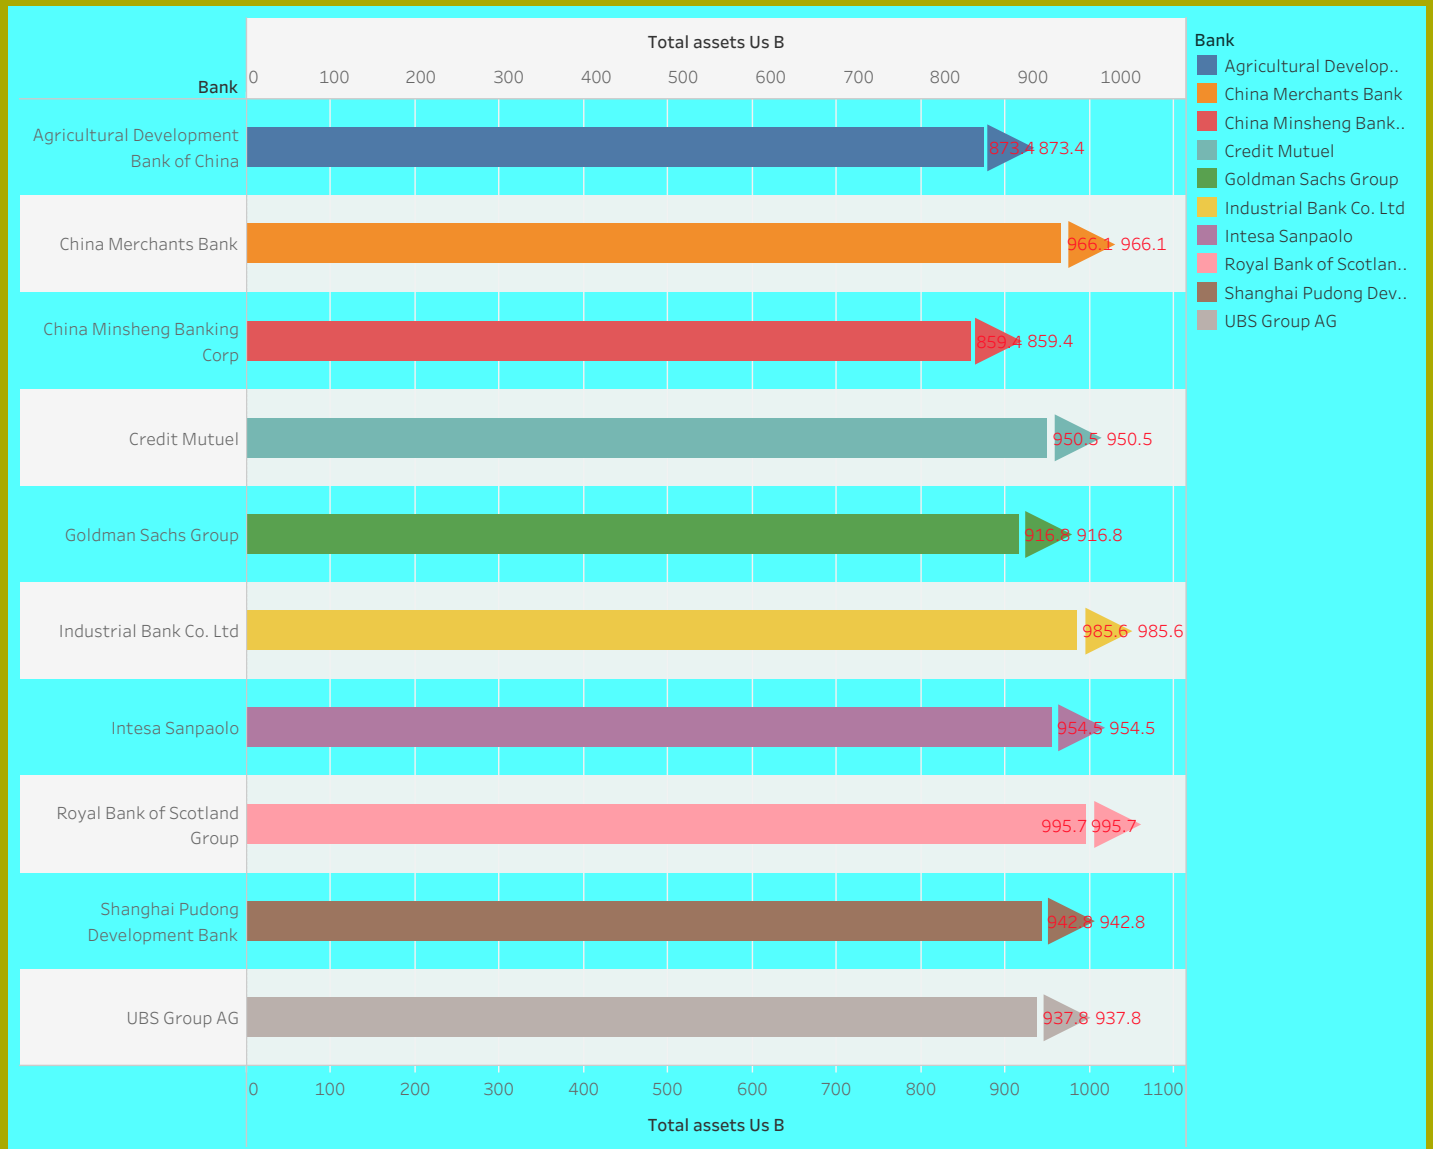 Total assets Us B
0 100 200 300 400 500 600 700 800 900 1000
Bank
Agricultural Development
Bank of China
873.4 873.4
China Merchants Bank
966.1 966.1
China Minsheng Banking
Corp
859.4 859.4
Credit Mutuel
950.5 950.5
Goldman Sachs Group
916.8 916.8
Industrial Bank Co. Ltd
985.6 985.6
Intesa Sanpaolo
954.5 954.5
Royal Bank of Scotland
Group
995.7 995.7
Shanghai Pudong
Development Bank
942.8 942.8
UBS Group AG
937.8 937.8
0 100 200 300 400 500 600 700 800 900 1000 1100
Total assets Us B
Bank
Agricultural Develop..
China Merchants Bank
China Minsheng Bank..
Credit Mutuel
Goldman Sachs Group
Industrial Bank Co. Ltd
Intesa Sanpaolo
Royal Bank of Scotlan..
Shanghai Pudong Dev..
UBS Group AG